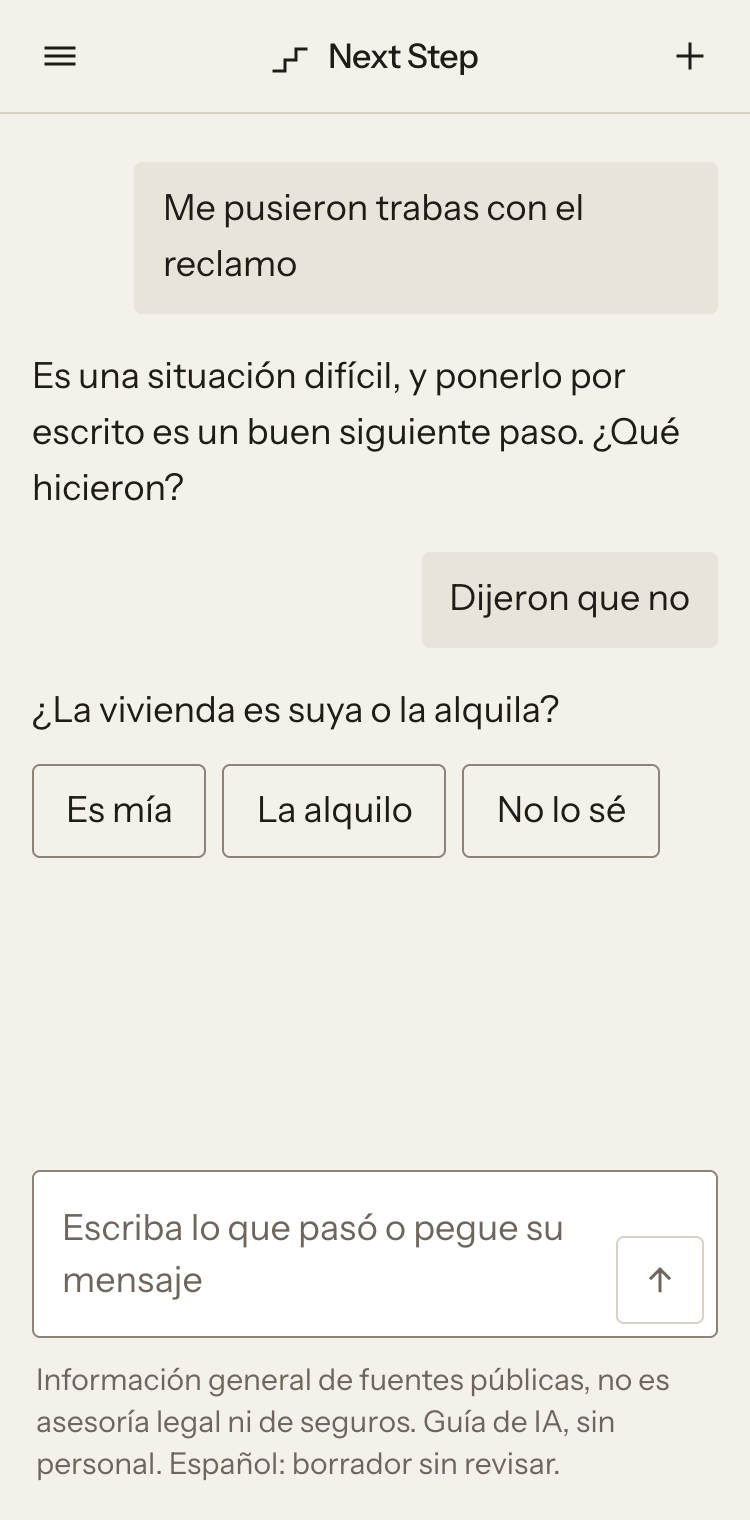 Next Step
Me pusieron trabas con el
reclamo
Es una situación difícil, y ponerlo por
escrito es un buen siguiente paso. ¿Qué
hicieron?
Dijeron que no
¿La vivienda es suya o la alquila?
Es mía
La alquilo
No lo sé
Escriba lo que pasó o pegue su
mensaje
Información general de fuentes públicas, no es
asesoría legal ni de seguros. Guía de IA, sin
personal. Español: borrador sin revisar.